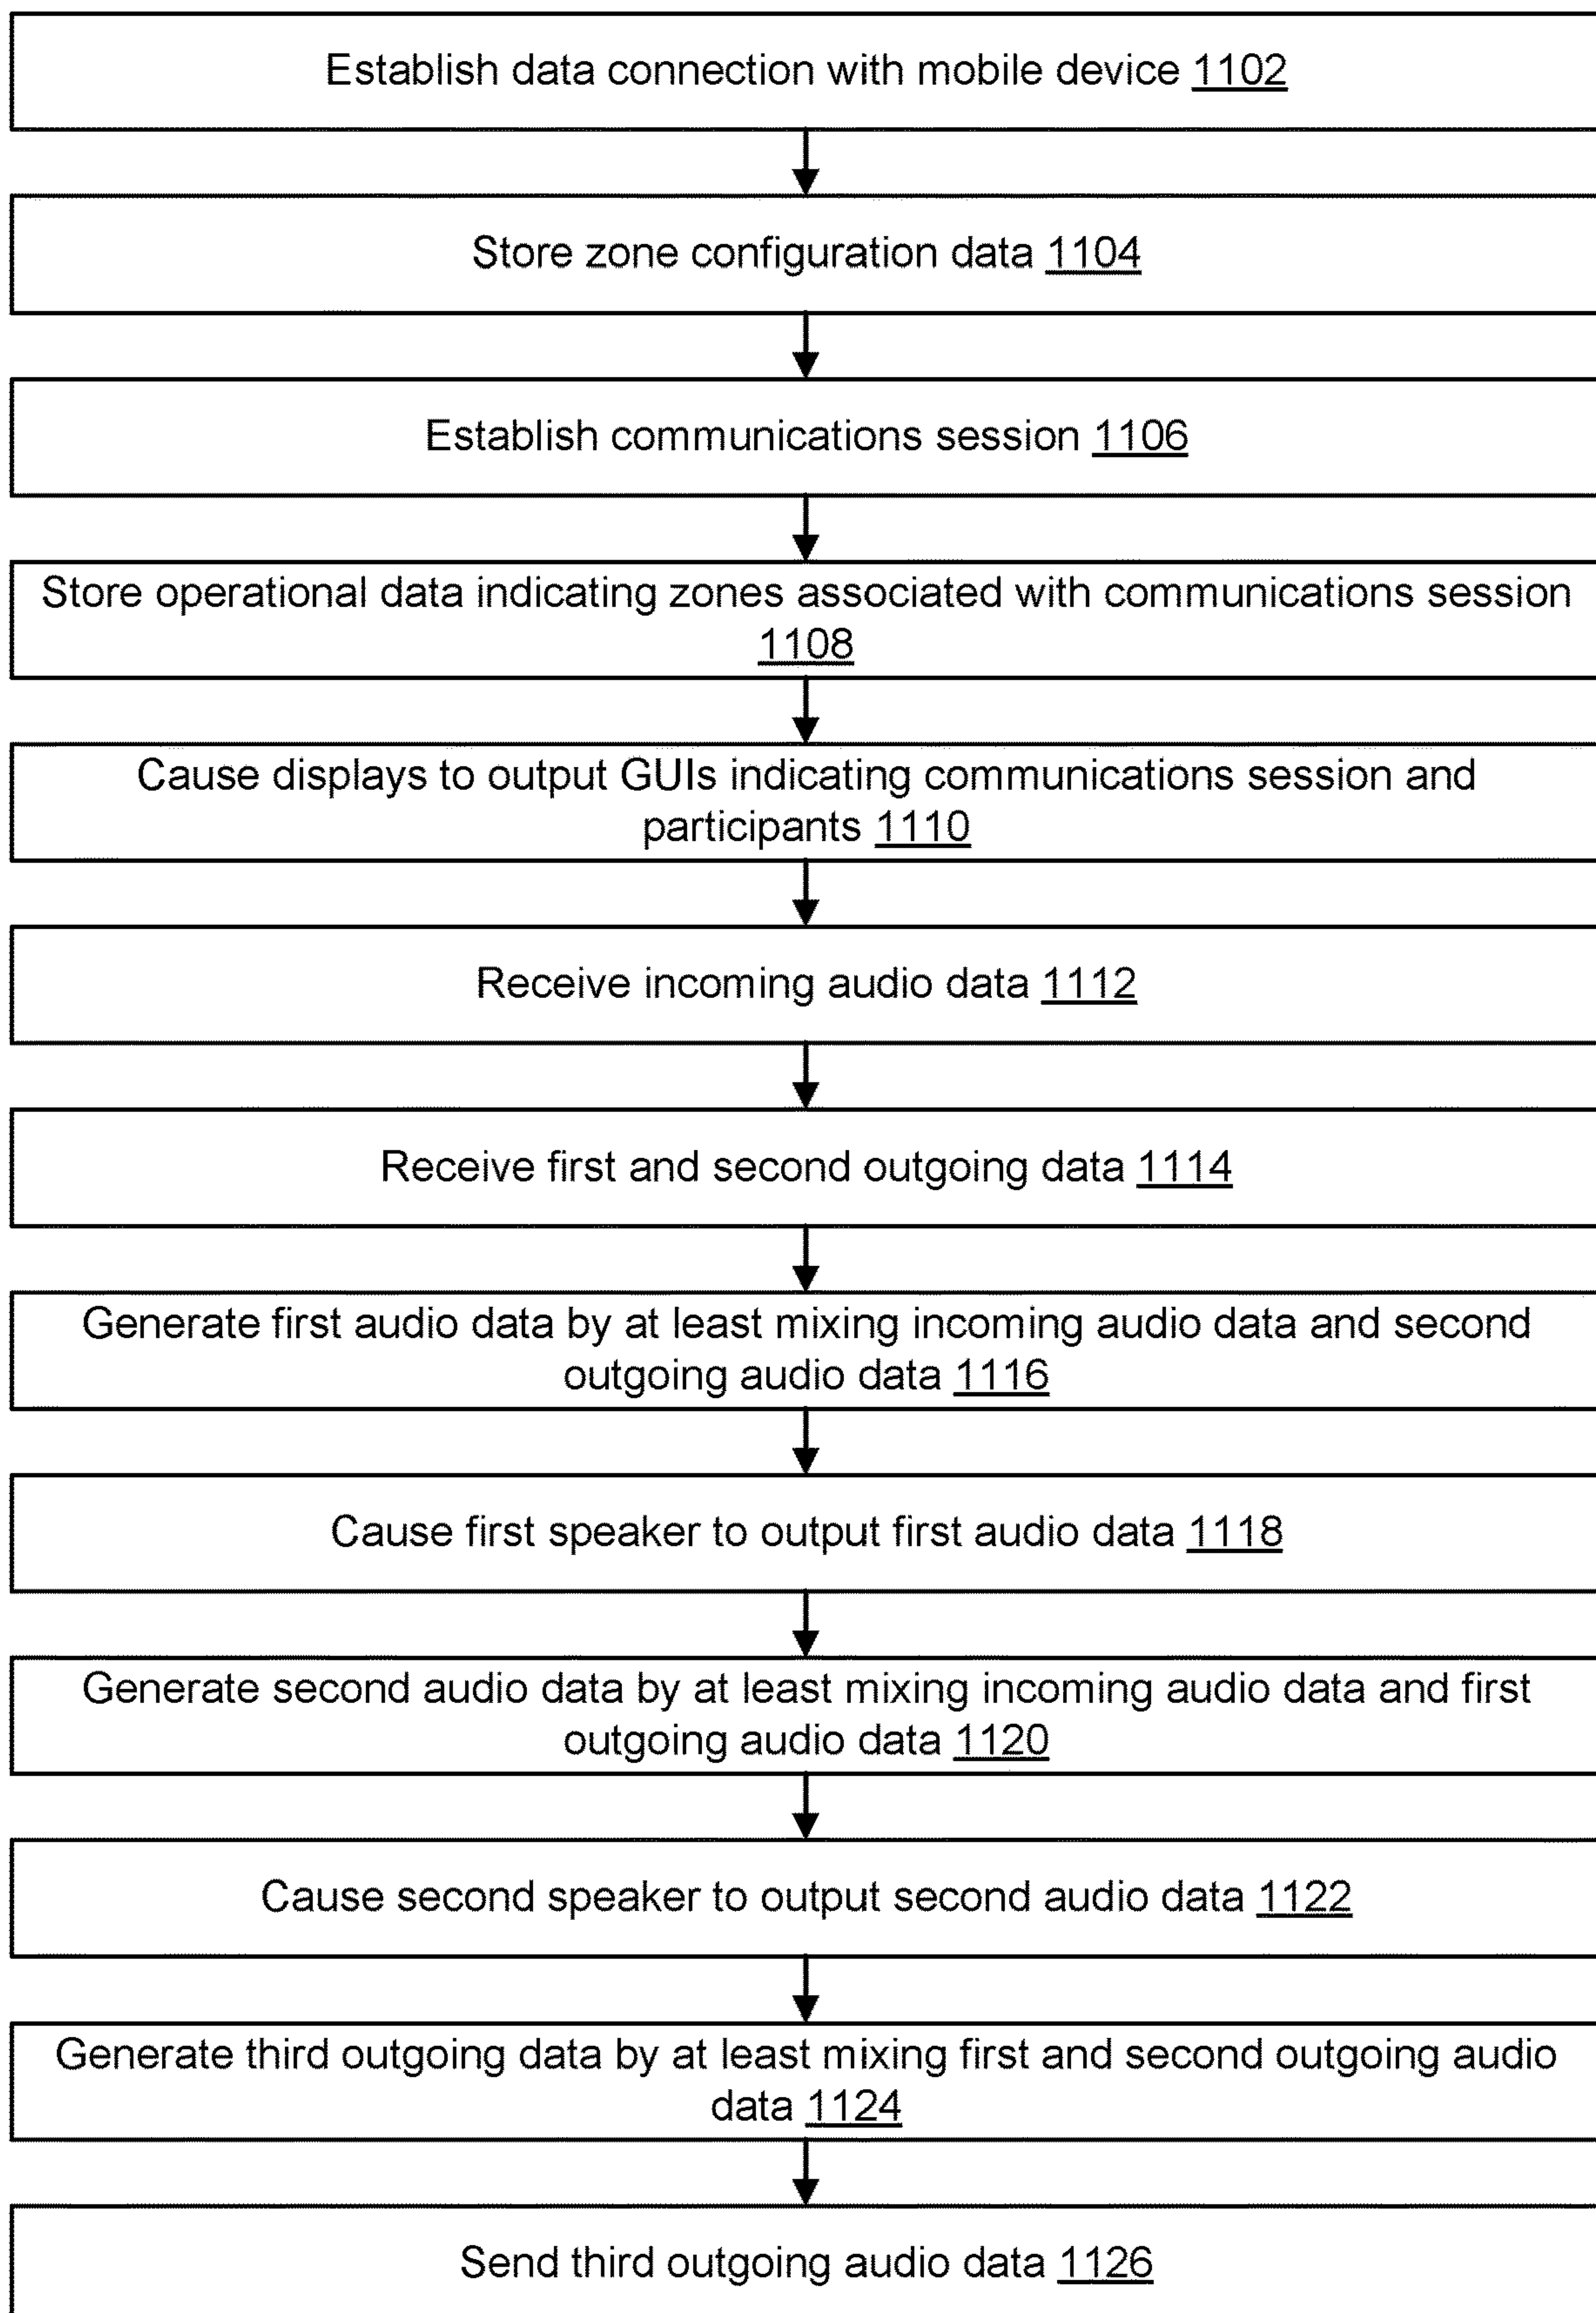 Establish data connection with mobile device 1102
Store zone configuration data 1104
Establish communications session 1106
Store operational data indicating zones associated with communications session
1108
Cause displays to output GUIs indicating communications session and
participants 1110
Receive incoming audio data 1112
Receive first and second outgoing data 1114
Generate first audio data by at least mixing incoming audio data and second
outgoing audio data 1116
Cause first speaker to output first audio data 1118
Generate second audio data by at least mixing incoming audio data and first
outgoing audio data 1120
Cause second speaker to output second audio data 1122
Generate third outgoing data by at least mixing first and second outgoing audio
data 1124
Send third outgoing audio data 1126